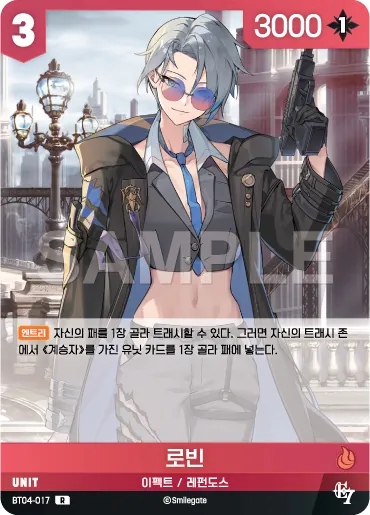 3
3000 1
SAMPLE
엔트리 자신의 패를 1장 골라 트래시할 수 있다. 그러면 자신의 트래시 존
에서 《계승자》를 가진 유닛 카드를 1장 골라 패에 넣는다.
로빈
UNIT 이펙트 / 레펀도스
BT04-017 R ©Smilegate E7